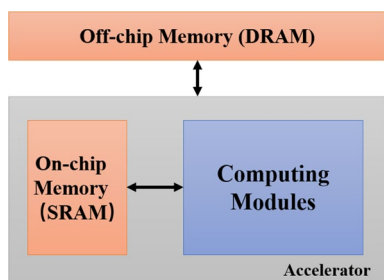 Off-chip Memory (DRAM)
On-chip
Memory
（SRAM）
Computing
Modules
Accelerator